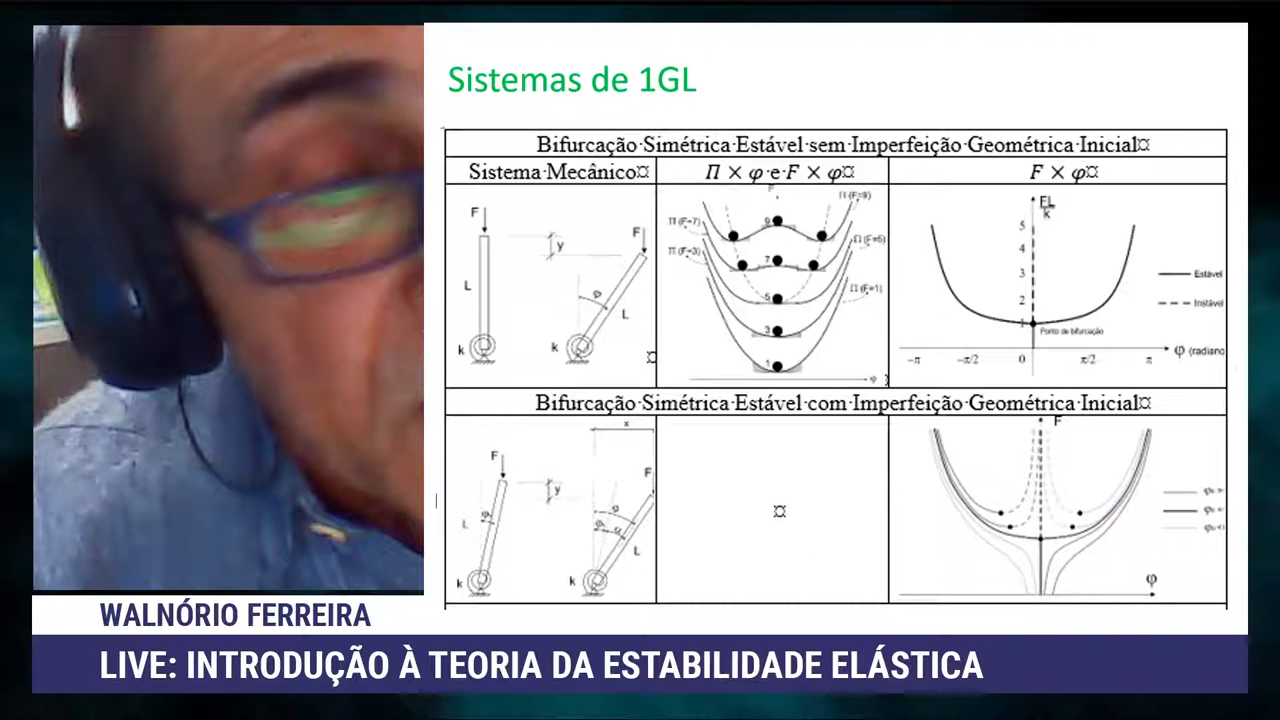 Sistemas de 1GL
Bifurcação·Simétrica·Estável·sem·Imperfeição·Geométrica·Inicial¤
Sistema·Mecânico¤
Π × φ·e·F × φ¤
F × φ¤
F
y
F
L
φ
L
k
k
¤
F
Π (F=9)
Π (F=7)
Π (F=5)
Π (F=3)
Π (F=1)
9
7
5
3
1
φ
FL
k
5
4
3
2
1
Estável
Instável
Ponto de bifurcação
-π
-π/2
0
π/2
π
φ (radiano
Bifurcação·Simétrica·Estável·com·Imperfeição·Geométrica·Inicial¤
x
F
y
F
L
φ
L
k
k
¤
F
φ
WALNÓRIO FERREIRA
LIVE: INTRODUÇÃO À TEORIA DA ESTABILIDADE ELÁSTICA